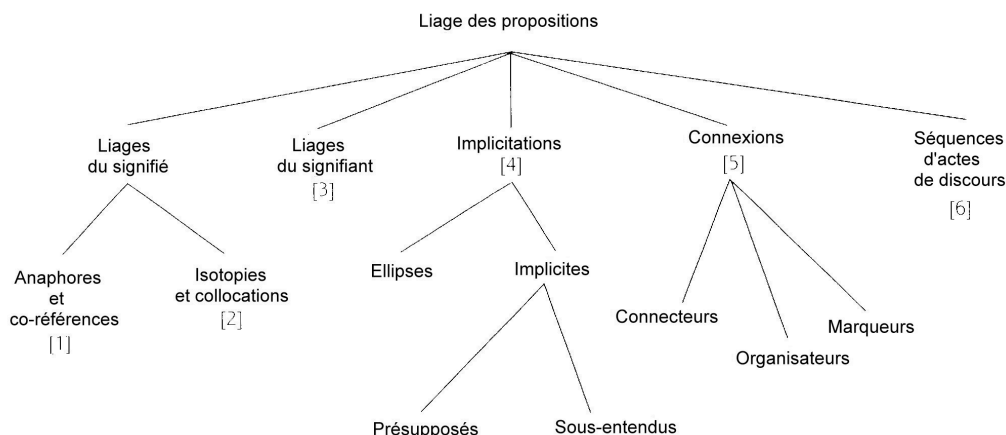 Liage des propositions
Liages
du signifié
Liages
du signifiant
[3]
Implicitations
[4]
Connexions
[5]
Séquences
d'actes
de discours
[6]
Anaphores
et
co-références
[1]
Isotopies
et collocations
[2]
Ellipses
Implicites
Connecteurs
Organisateurs
Marqueurs
Présupposés
Sous-entendus